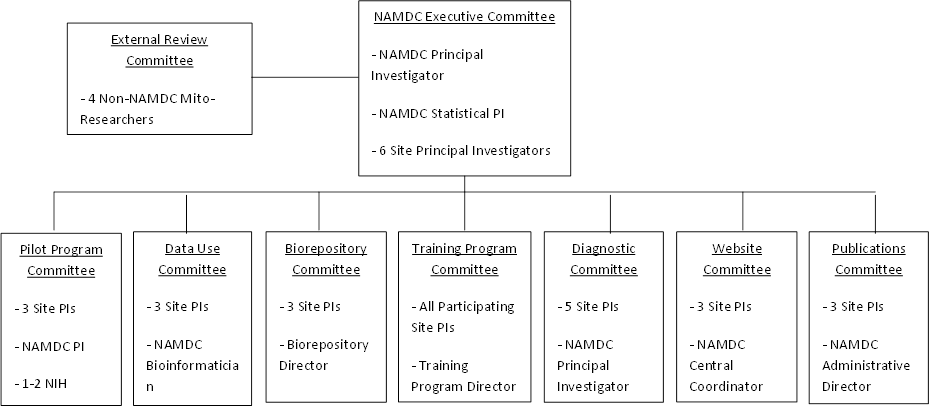 NAMDC Executive Committee
- NAMDC Principal
Investigator
- NAMDC Statistical PI
- 6 Site Principal Investigators
External Review
Committee
- 4 Non-NAMDC Mito-
Researchers
Pilot Program
Committee
- 3 Site PIs
- NAMDC PI
- 1-2 NIH
Data Use
Committee
- 3 Site PIs
- NAMDC
Bioinformaticia
n
Biorepository
Committee
- 3 Site PIs
- Biorepository
Director
Training Program
Committee
- All Participating
Site PIs
- Training
Program Director
Diagnostic
Committee
- 5 Site PIs
- NAMDC
Principal
Investigator
Website
Committee
- 3 Site PIs
- NAMDC
Central
Coordinator
Publications
Committee
- 3 Site PIs
- NAMDC
Administrative
Director